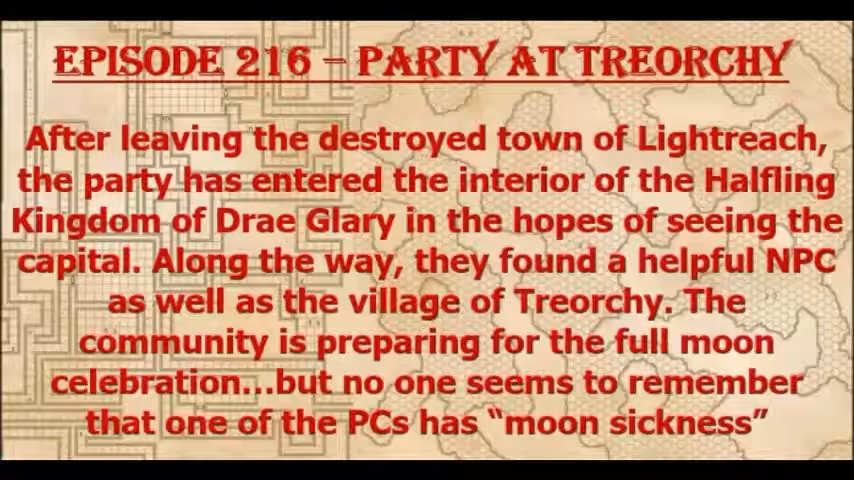 EPISODE 216 – PARTY AT TREORCHY
After leaving the destroyed town of Lightreach,
the party has entered the interior of the Halfling
Kingdom of Drae Glary in the hopes of seeing the
capital. Along the way, they found a helpful NPC
as well as the village of Treorchy. The
community is preparing for the full moon
celebration...but no one seems to remember
that one of the PCs has “moon sickness”